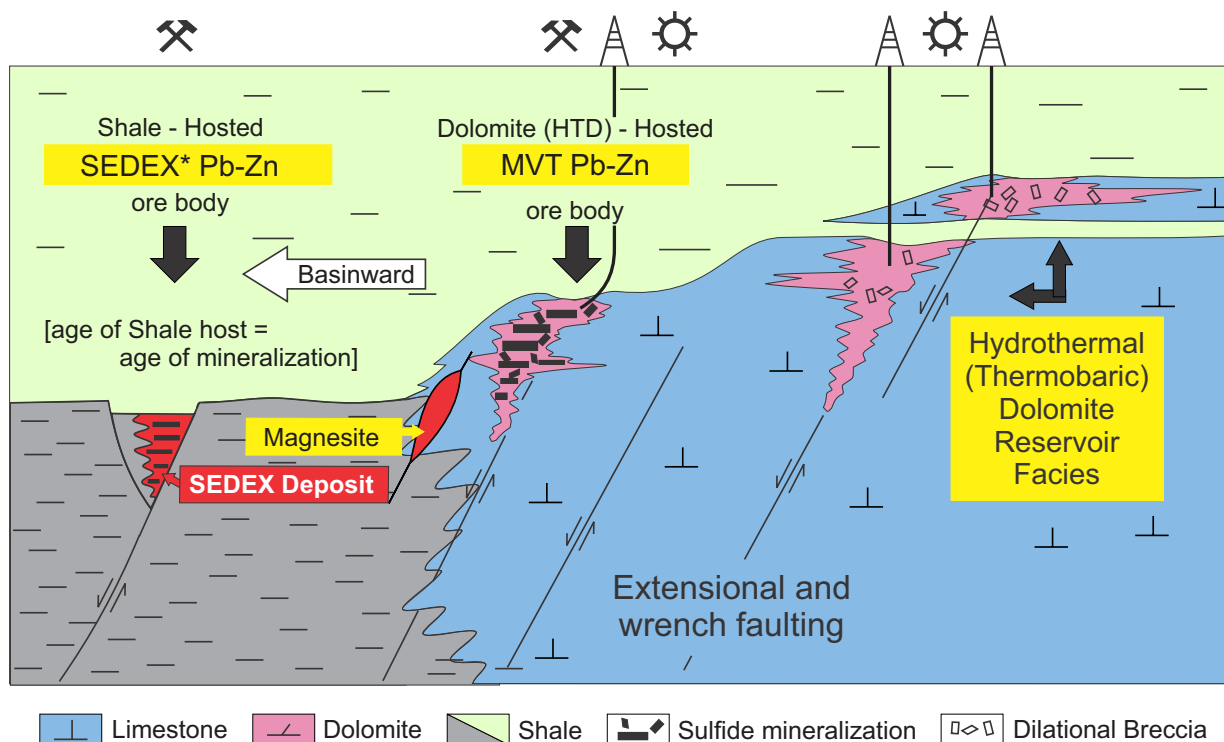 Shale - Hosted
SEDEX* Pb-Zn
ore body
Dolomite (HTD) - Hosted
MVT Pb-Zn
ore body
Basinward
[age of Shale host =
age of mineralization]
Magnesite
SEDEX Deposit
Hydrothermal
(Thermobaric)
Dolomite
Reservoir
Facies
Extensional and
wrench faulting
Limestone
Dolomite
Shale
Sulfide mineralization
Dilational Breccia